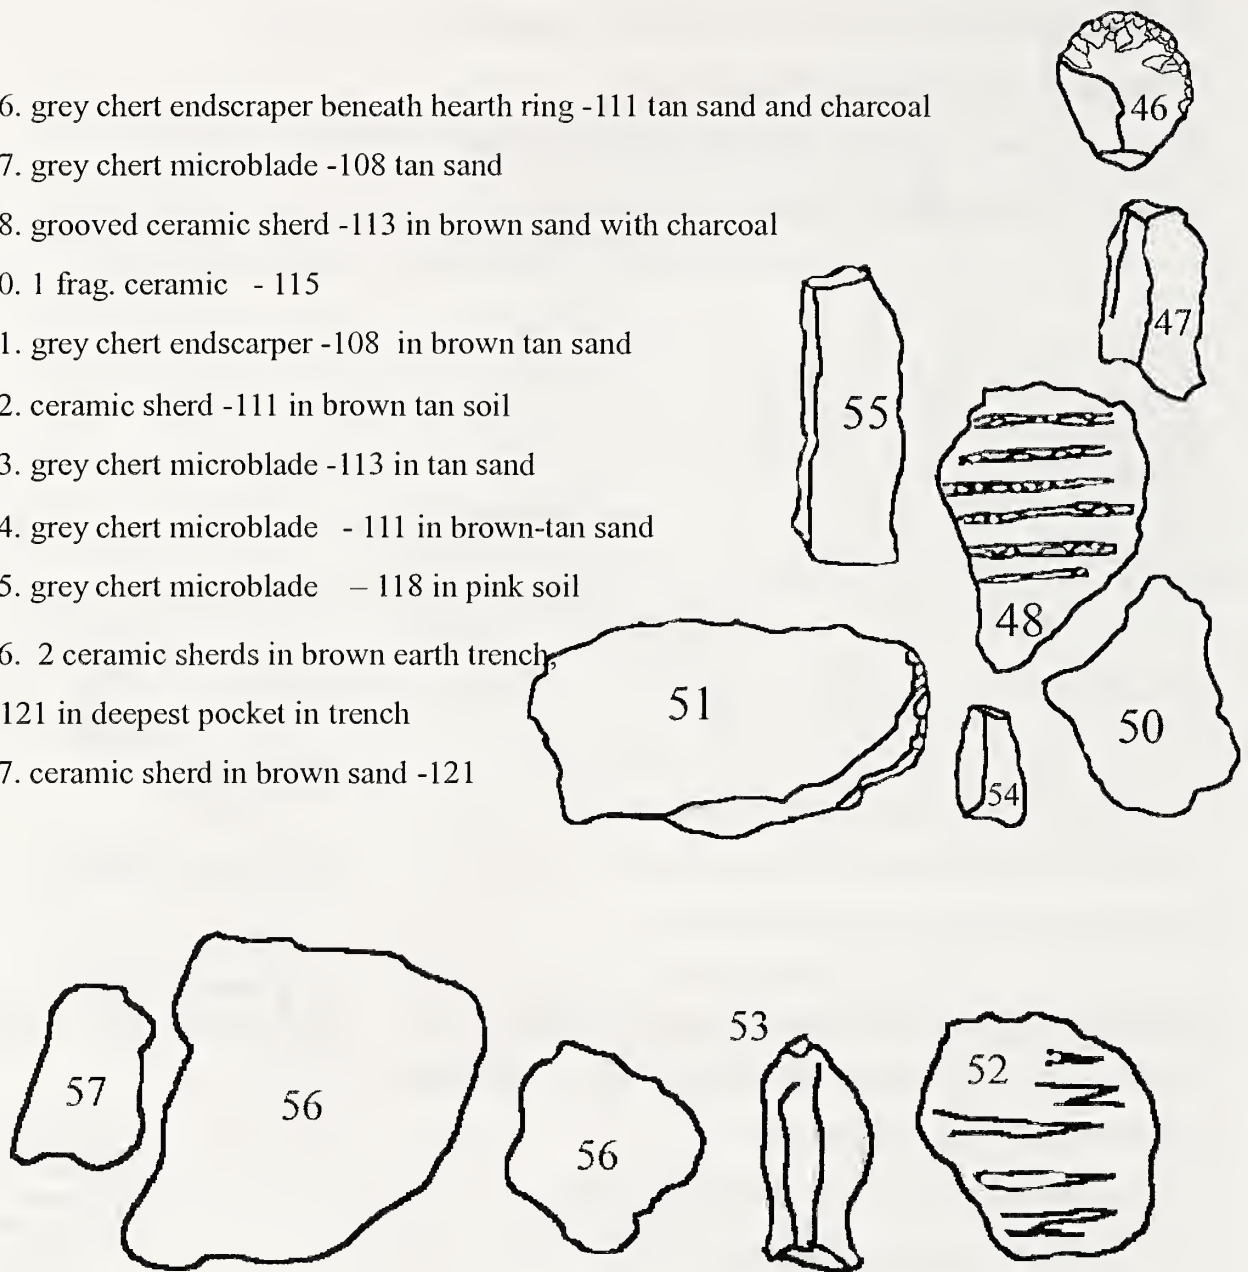 6. grey chert endscraper beneath hearth ring -111 tan sand and charcoal
7. grey chert microblade -108 tan sand
8. grooved ceramic sherd -113 in brown sand with charcoal
0. 1 frag. ceramic - 115
1. grey chert endscarper -108 in brown tan sand
2. ceramic sherd -111 in brown tan soil
3. grey chert microblade -113 in tan sand
4. grey chert microblade - 111 in brown-tan sand
5. grey chert microblade – 118 in pink soil
6. 2 ceramic sherds in brown earth trench,
121 in deepest pocket in trench
7. ceramic sherd in brown sand -121
46
47
55
48
51
50
54
53
52
57
56
56